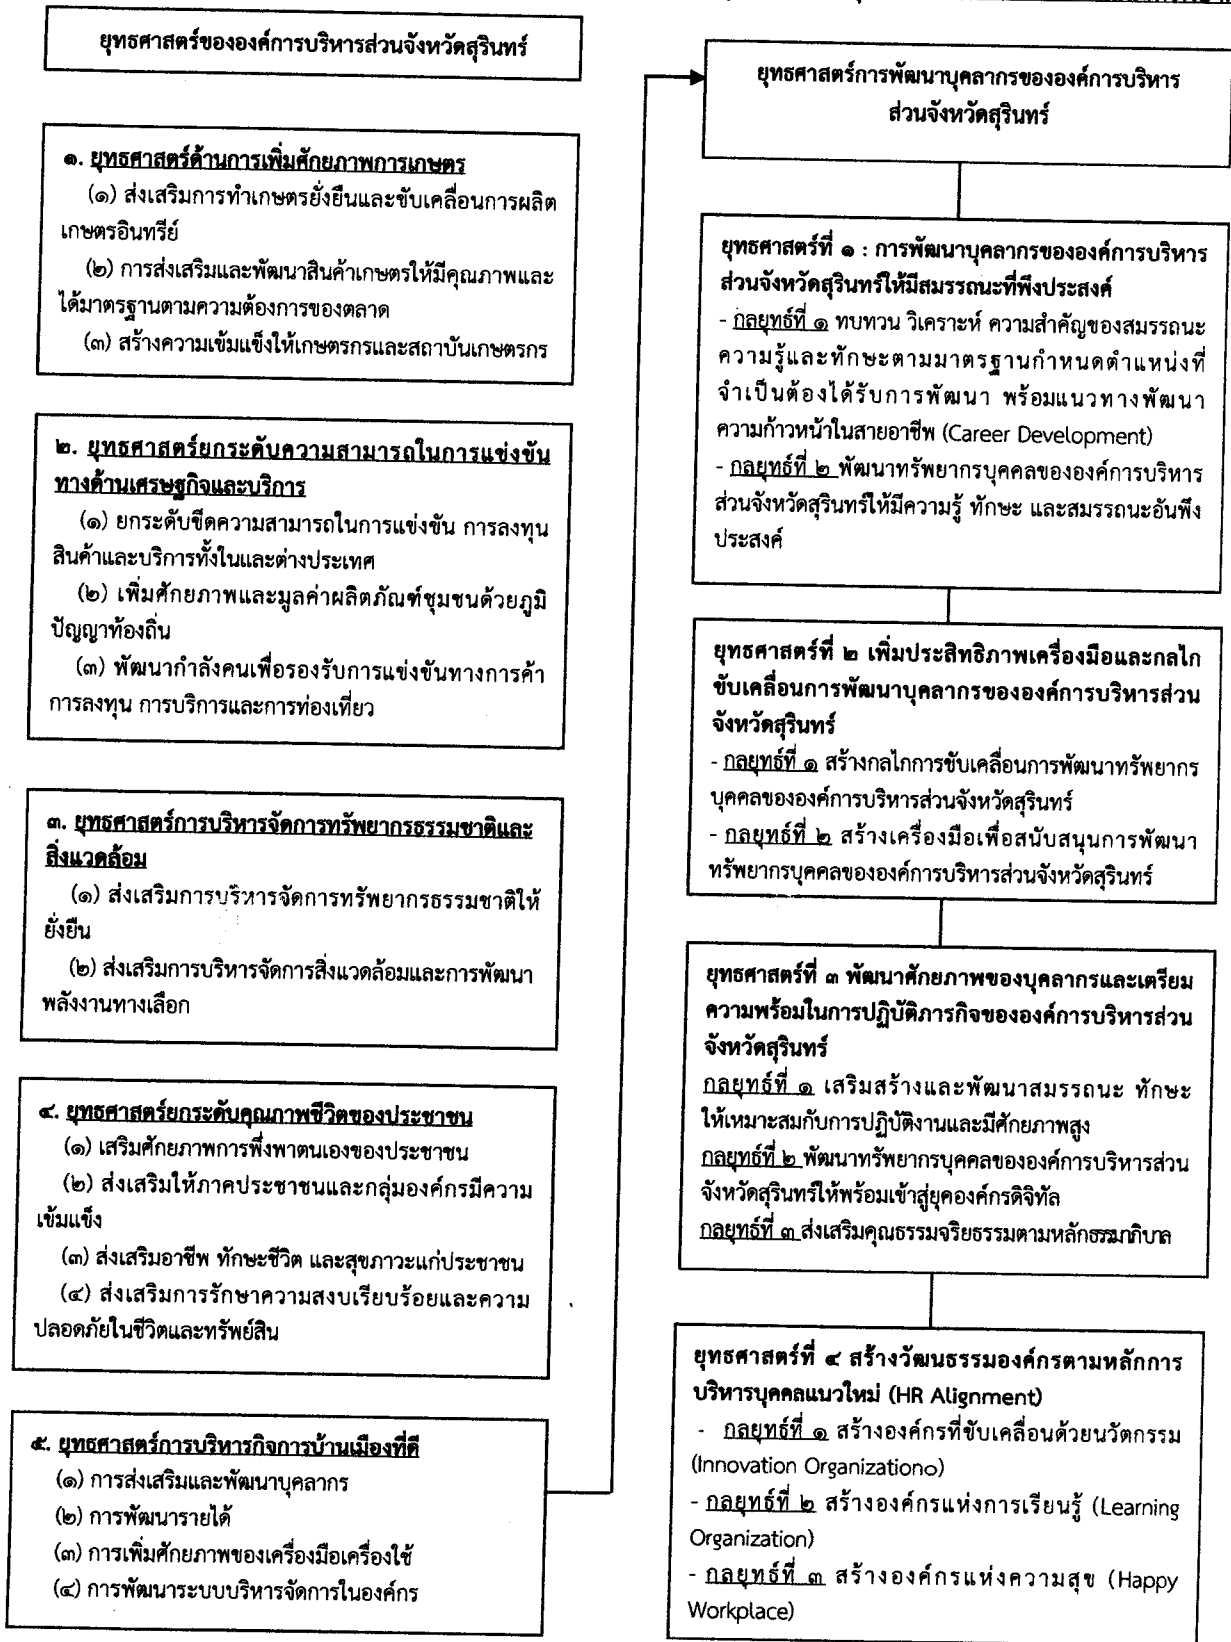 ยุทธศาสตร์ขององค์การบริหารส่วนจังหวัดสุรินทร์
๑. ยุทธศาสตร์ด้านการเพิ่มศักยภาพการเกษตร
(๑) ส่งเสริมการทำเกษตรยั่งยืนและขับเคลื่อนการผลิต
เกษตรอินทรีย์
(๒) การส่งเสริมและพัฒนาสินค้าเกษตรให้มีคุณภาพและ
ได้มาตรฐานตามความต้องการของตลาด
(๓) สร้างความเข้มแข็งให้เกษตรกรและสถาบันเกษตรกร
๒. ยุทธศาสตร์ยกระดับความสามารถในการแข่งขัน
ทางด้านเศรษฐกิจและบริการ
(๑) ยกระดับขีดความสามารถในการแข่งขัน การลงทุน
สินค้าและบริการทั้งในและต่างประเทศ
(๒) เพิ่มศักยภาพและมูลค่าผลิตภัณฑ์ชุมชนด้วยภูมิ
ปัญญาท้องถิ่น
(๓) พัฒนากำลังคนเพื่อรองรับการแข่งขันทางการค้า
การลงทุน การบริการและการท่องเที่ยว
๓. ยุทธศาสตร์การบริหารจัดการทรัพยากรธรรมชาติและ
สิ่งแวดล้อม
(๑) ส่งเสริมการบริหารจัดการทรัพยากรธรรมชาติให้
ยั่งยืน
(๒) ส่งเสริมการบริหารจัดการสิ่งแวดล้อมและการพัฒนา
พลังงานทางเลือก
๔. ยุทธศาสตร์ยกระดับคุณภาพชีวิตของประชาชน
(๑) เสริมศักยภาพการพึ่งพาตนเองของประชาชน
(๒) ส่งเสริมให้ภาคประชาชนและกลุ่มองค์กรมีความ
เข้มแข็ง
(๓) ส่งเสริมอาชีพ ทักษะชีวิต และสุขภาวะแก่ประชาชน
(๔) ส่งเสริมการรักษาความสงบเรียบร้อยและความ
ปลอดภัยในชีวิตและทรัพย์สิน
๕. ยุทธศาสตร์การบริหารกิจการบ้านเมืองที่ดี
(๑) การส่งเสริมและพัฒนาบุคลากร
(๒) การพัฒนารายได้
(๓) การเพิ่มศักยภาพของเครื่องมือเครื่องใช้
(๔) การพัฒนาระบบบริหารจัดการในองค์กร
ยุทธศาสตร์การพัฒนาบุคลากรขององค์การบริหาร
ส่วนจังหวัดสุรินทร์
ยุทธศาสตร์ที่ ๑ : การพัฒนาบุคลากรขององค์การบริหาร
ส่วนจังหวัดสุรินทร์ให้มีสมรรถนะที่พึงประสงค์
- กลยุทธ์ที่ ๑ ทบทวน วิเคราะห์ ความสำคัญของสมรรถนะ
ความรู้และทักษะตามมาตรฐานกำหนดตำแหน่งที่
จำเป็นต้องได้รับการพัฒนา พร้อมแนวทางพัฒนา
ความก้าวหน้าในสายอาชีพ (Career Development)
- กลยุทธ์ที่ ๒ พัฒนาทรัพยากรบุคคลขององค์การบริหาร
ส่วนจังหวัดสุรินทร์ให้มีความรู้ ทักษะ และสมรรถนะอันพึง
ประสงค์
ยุทธศาสตร์ที่ ๒ เพิ่มประสิทธิภาพเครื่องมือและกลไก
ขับเคลื่อนการพัฒนาบุคลากรขององค์การบริหารส่วน
จังหวัดสุรินทร์
- กลยุทธ์ที่ ๑ สร้างกลไกการขับเคลื่อนการพัฒนาทรัพยากร
บุคคลขององค์การบริหารส่วนจังหวัดสุรินทร์
- กลยุทธ์ที่ ๒ สร้างเครื่องมือเพื่อสนับสนุนการพัฒนา
ทรัพยากรบุคคลขององค์การบริหารส่วนจังหวัดสุรินทร์
ยุทธศาสตร์ที่ ๓ พัฒนาศักยภาพของบุคลากรและเตรียม
ความพร้อมในการปฏิบัติภารกิจขององค์การบริหารส่วน
จังหวัดสุรินทร์
กลยุทธ์ที่ ๑ เสริมสร้างและพัฒนาสมรรถนะ ทักษะ
ให้เหมาะสมกับการปฏิบัติงานและมีศักยภาพสูง
กลยุทธ์ที่ ๒ พัฒนาทรัพยากรบุคคลขององค์การบริหารส่วน
จังหวัดสุรินทร์ให้พร้อมเข้าสู่ยุคองค์กรดิจิทัล
กลยุทธ์ที่ ๓ ส่งเสริมคุณธรรมจริยธรรมตามหลักธรรมาภิบาล
ยุทธศาสตร์ที่ ๔ สร้างวัฒนธรรมองค์กรตามหลักการ
บริหารบุคคลแนวใหม่ (HR Alignment)
- กลยุทธ์ที่ ๑ สร้างองค์กรที่ขับเคลื่อนด้วยนวัตกรรม
(Innovation Organizationo)
- กลยุทธ์ที่ ๒ สร้างองค์กรแห่งการเรียนรู้ (Learning
Organization)
- กลยุทธ์ที่ ๓ สร้างองค์กรแห่งความสุข (Happy
Workplace)